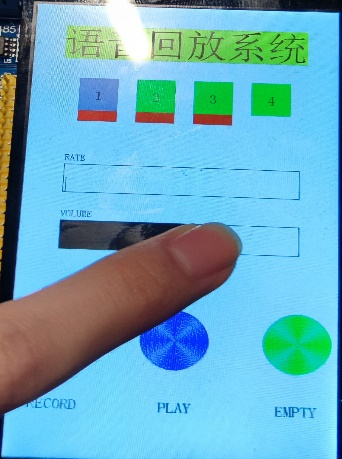 语音回放系统
1 2 3 4
RATE
VOLUME
RECORD PLAY EMPTY